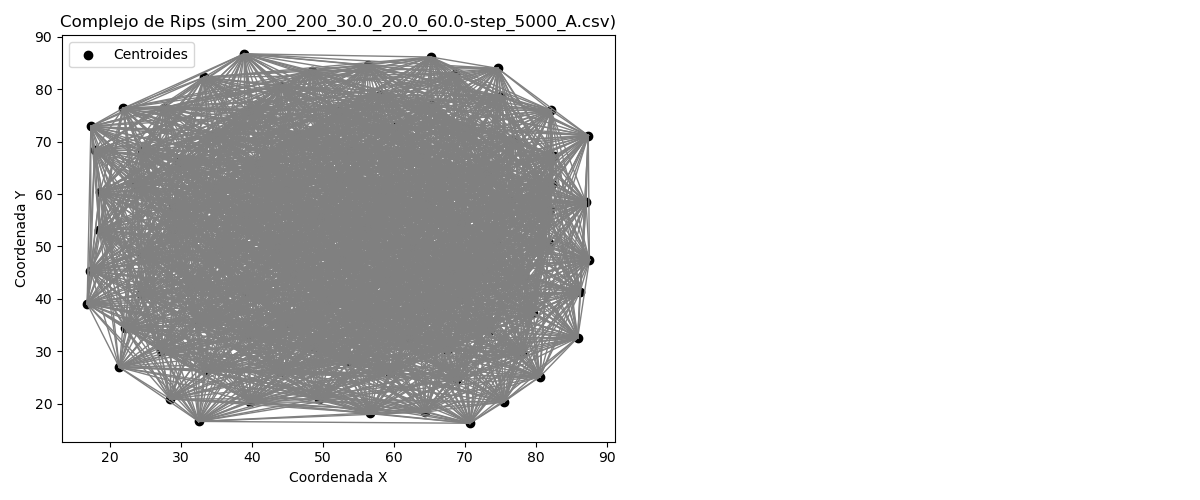 Complejo de Rips (sim_200_200_30.0_20.0_60.0-step_5000_A.csv)
Centroides
90
80
70
60
50
40
30
20
Coordenada Y
20 30 40 50 60 70 80 90
Coordenada X